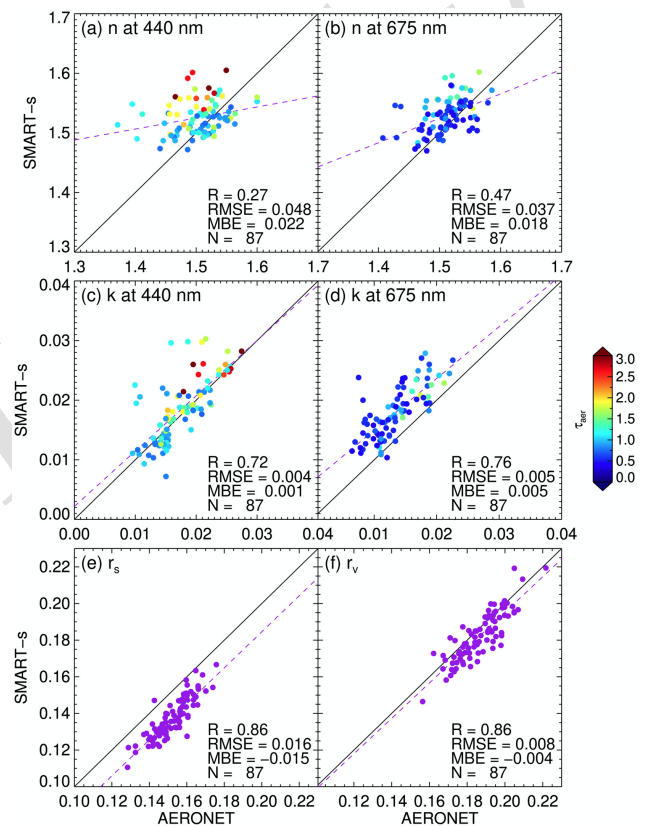 1.7
1.6
1.5
1.4
1.3
SMART−s
(a) n at 440 nm
R = 0.27
RMSE = 0.048
MBE = 0.022
N = 87
1.3 1.4 1.5 1.6 1.7
(b) n at 675 nm
R = 0.47
RMSE = 0.037
MBE = 0.018
N = 87
1.4 1.5 1.6 1.7
0.04
0.03
0.02
0.01
0.00
SMART−s
(c) k at 440 nm
R = 0.72
RMSE = 0.004
MBE = 0.001
N = 87
0.00 0.01 0.02 0.03 0.04
(d) k at 675 nm
R = 0.76
RMSE = 0.005
MBE = 0.005
N = 87
0.01 0.02 0.03 0.04
3.0
2.5
2.0
1.5
1.0
0.5
0.0
τaer
0.22
0.20
0.18
0.16
0.14
0.12
0.10
SMART−s
(e) rs
R = 0.86
RMSE = 0.016
MBE = −0.015
N = 87
0.10 0.12 0.14 0.16 0.18 0.20 0.22
AERONET
(f) rv
R = 0.86
RMSE = 0.008
MBE = −0.004
N = 87
0.12 0.14 0.16 0.18 0.20 0.22
AERONET